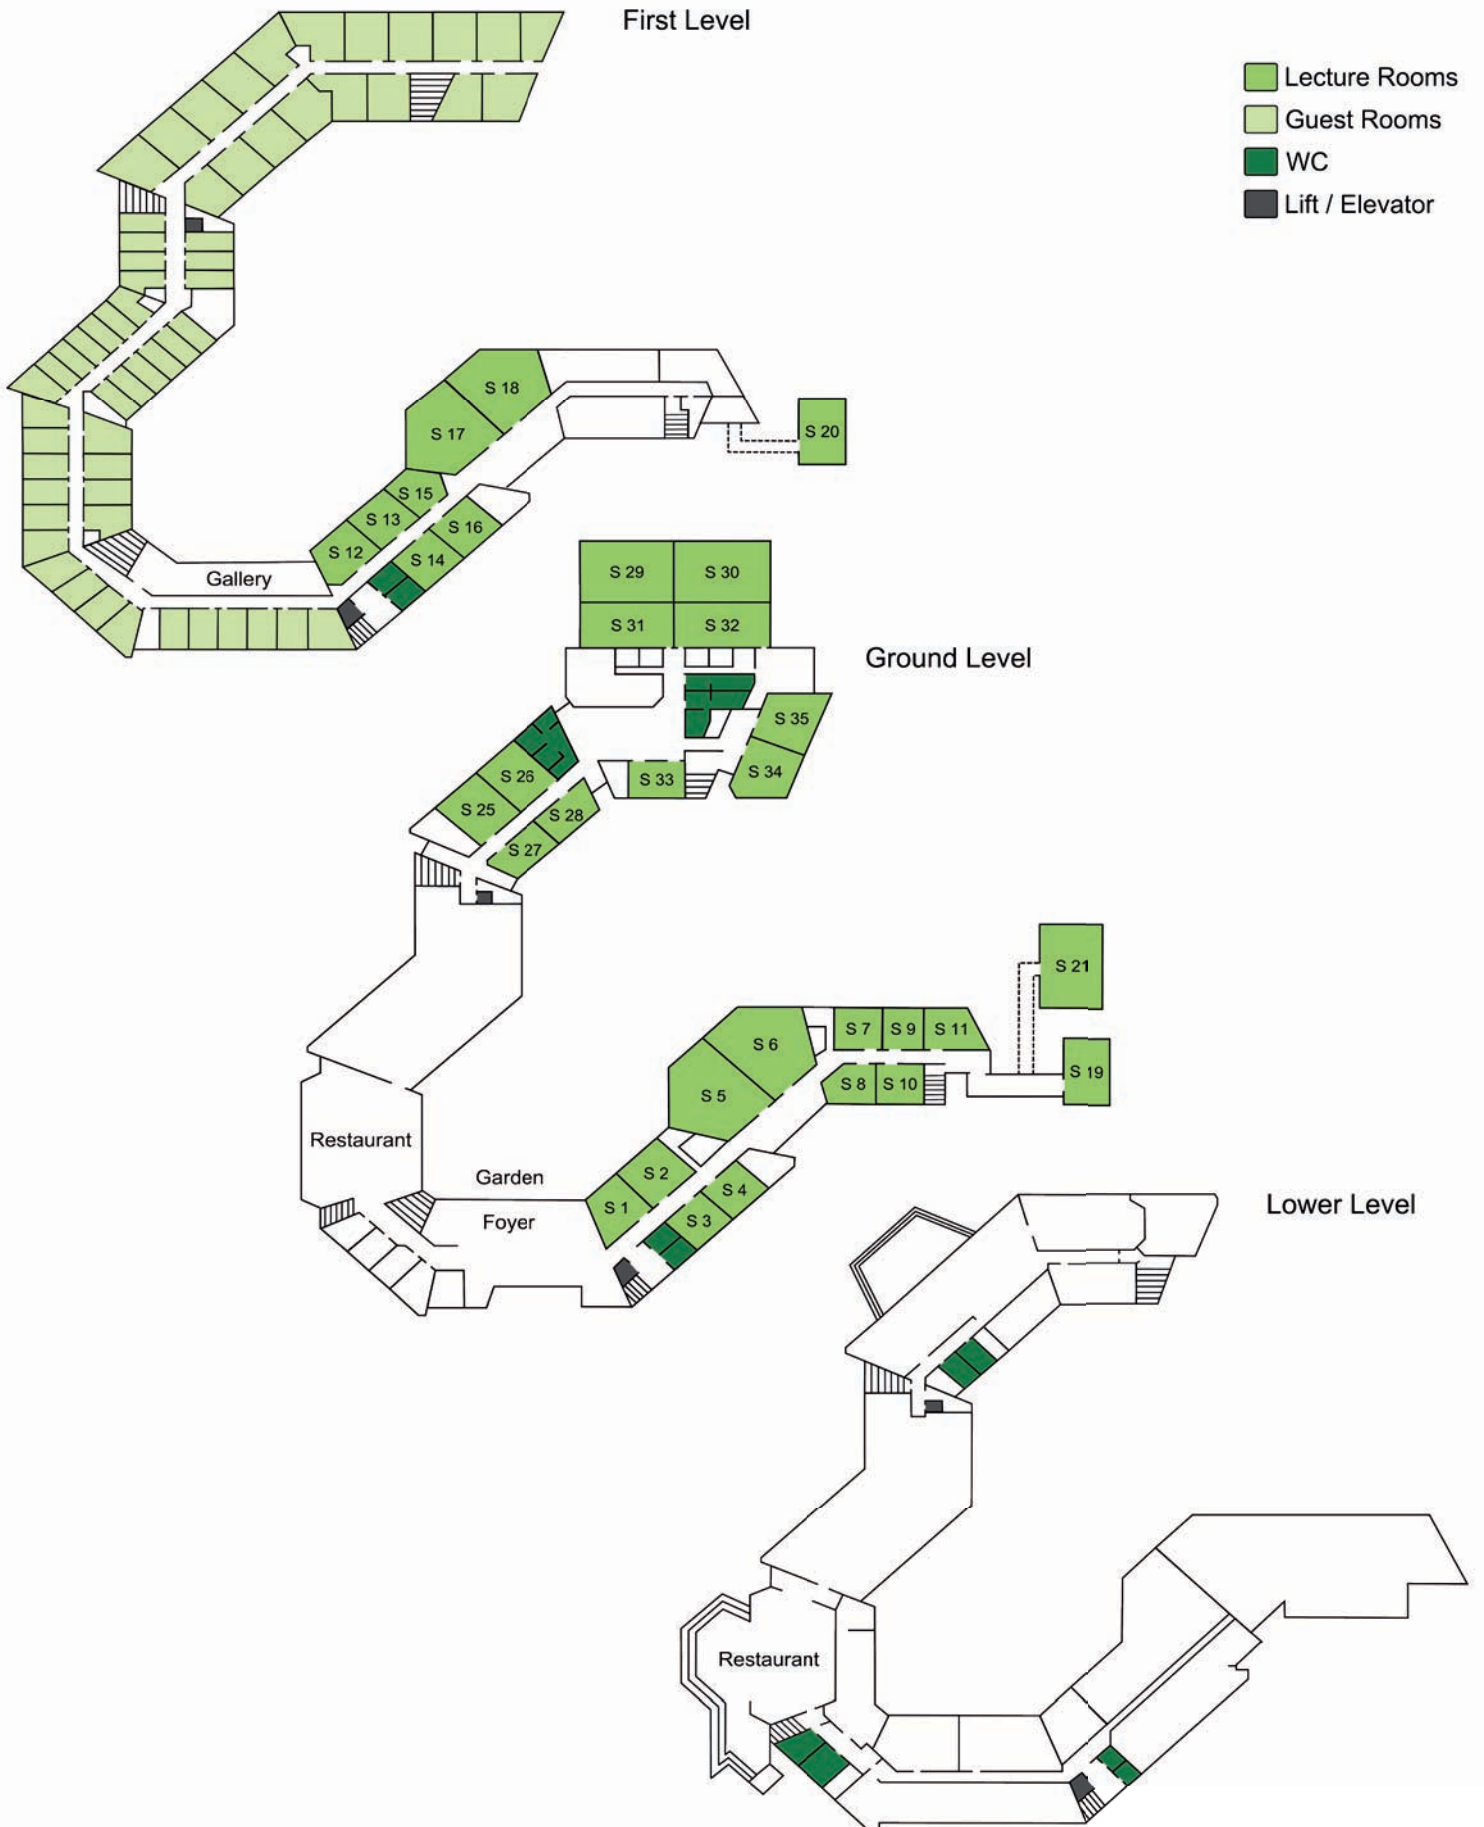 First Level
Lecture Rooms
Guest Rooms
WC
Lift / Elevator
S 18
S 17
S 20
S 15
S 13
S 16
S 12
S 14
Gallery
S 29
S 30
S 31
S 32
Ground Level
S 35
S 26
S 33
S 34
S 25
S 28
S 27
S 21
S 6
S 7
S 9
S 11
S 5
S 8
S 10
S 19
Restaurant
Garden
S 2
S 4
S 1
S 3
Foyer
Lower Level
Restaurant